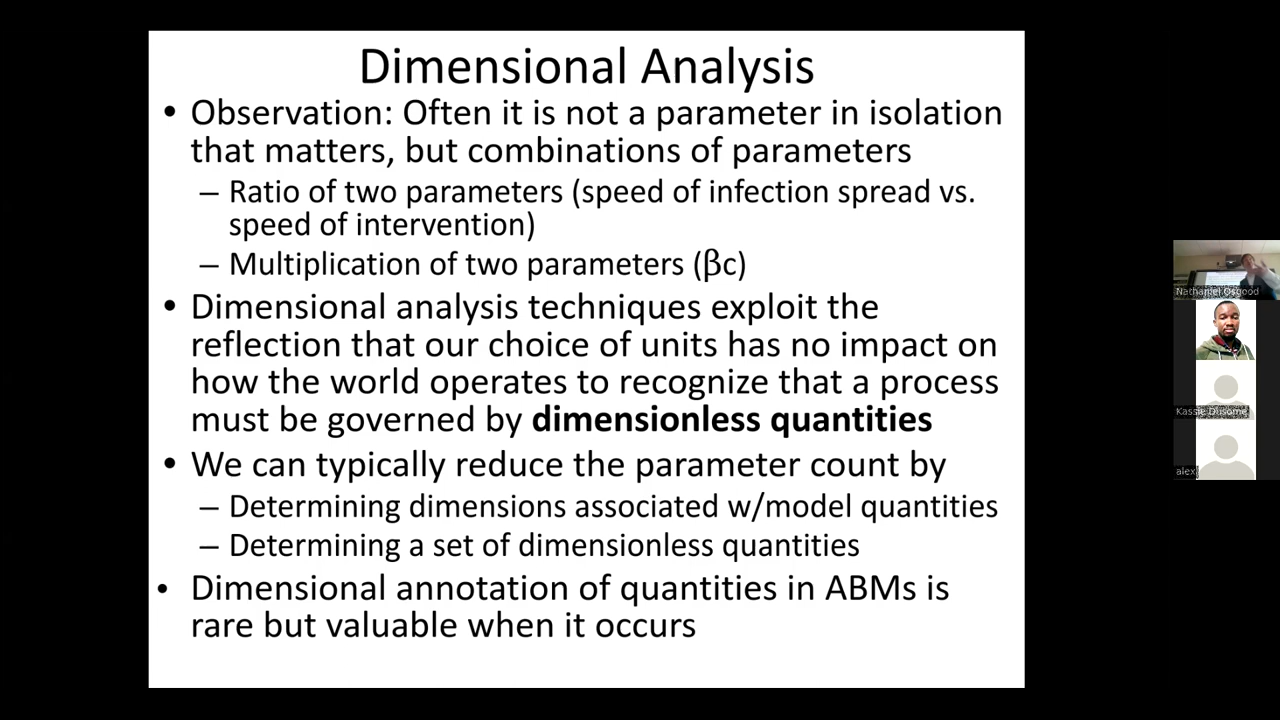 Dimensional Analysis
• Observation: Often it is not a parameter in isolation
that matters, but combinations of parameters
– Ratio of two parameters (speed of infection spread vs.
speed of intervention)
– Multiplication of two parameters (βc)
• Dimensional analysis techniques exploit the
reflection that our choice of units has no impact on
how the world operates to recognize that a process
must be governed by dimensionless quantities
• We can typically reduce the parameter count by
– Determining dimensions associated w/model quantities
– Determining a set of dimensionless quantities
• Dimensional annotation of quantities in ABMs is
rare but valuable when it occurs
Nathaniel Osgood
Kassie Dusome
alex